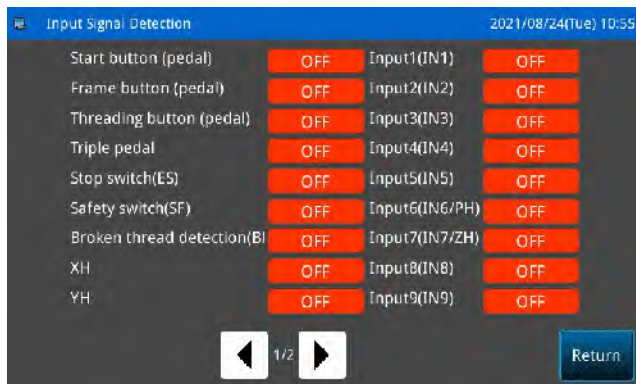 Input Signal Detection 2021/08/24(Tue) 10:55
Start button (pedal) OFF Input1(IN1) OFF
Frame button (pedal) OFF Input2(IN2) OFF
Threading button (pedal) OFF Input3(IN3) OFF
Triple pedal OFF Input4(IN4) OFF
Stop switch(ES) OFF Input5(IN5) OFF
Safety switch(SF) OFF Input6(IN6/PH) OFF
Broken thread detection(B OFF Input7(IN7/ZH) OFF
XH OFF Input8(IN8) OFF
YH OFF Input9(IN9) OFF
1/2 Return